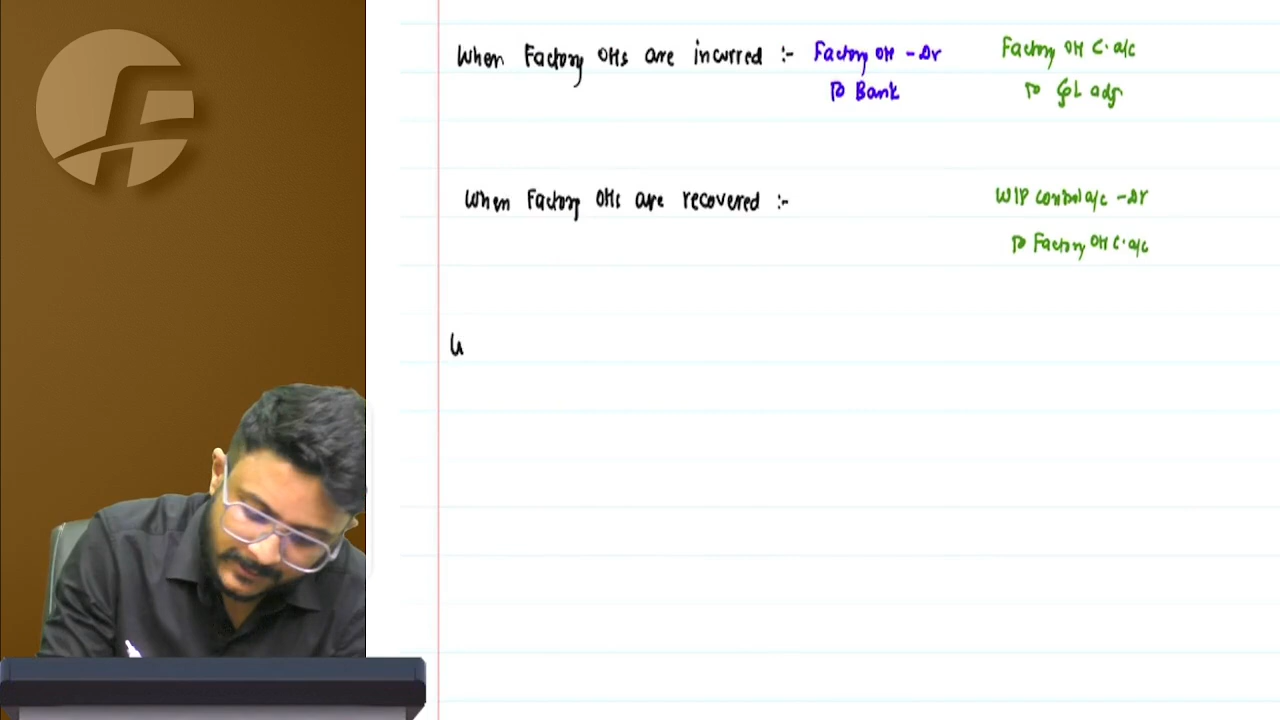 When Factory OHs are incurred :- Factory OH - Dr Factory OH C. a/c
To Bank To GL adj
When Factory OHs are recovered :- WIP control a/c - Dr
To Factory OH C. a/c